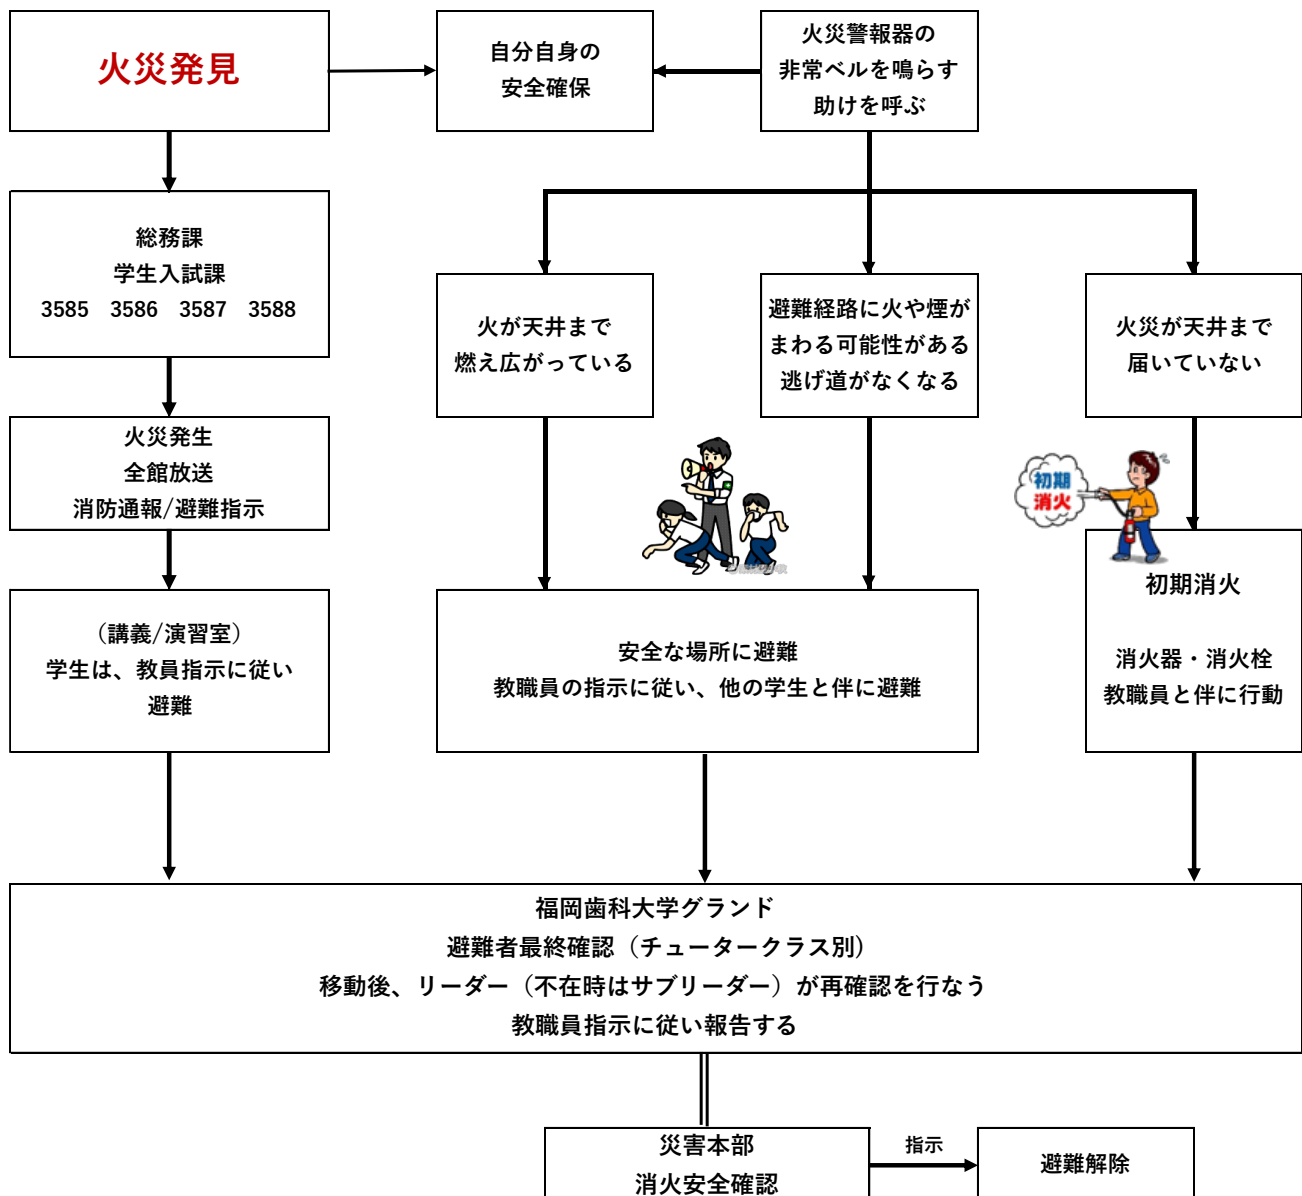 火災発見
自分自身の
安全確保
火災警報器の
非常ベルを鳴らす
助けを呼ぶ
総務課
学生入試課
3585 3586 3587 3588
火が天井まで
燃え広がっている
避難経路に火や煙が
まわる可能性がある
逃げ道がなくなる
火災が天井まで
届いていない
火災発生
全館放送
消防通報/避難指示
初期
消火
（講義/演習室）
学生は、教員指示に従い
避難
安全な場所に避難
教職員の指示に従い、他の学生と伴に避難
初期消火
消火器・消火栓
教職員と伴に行動
福岡歯科大学グランド
避難者最終確認（チュータークラス別）
移動後、リーダー（不在時はサブリーダー）が再確認を行なう
教職員指示に従い報告する
災害本部
消火安全確認
指示
避難解除